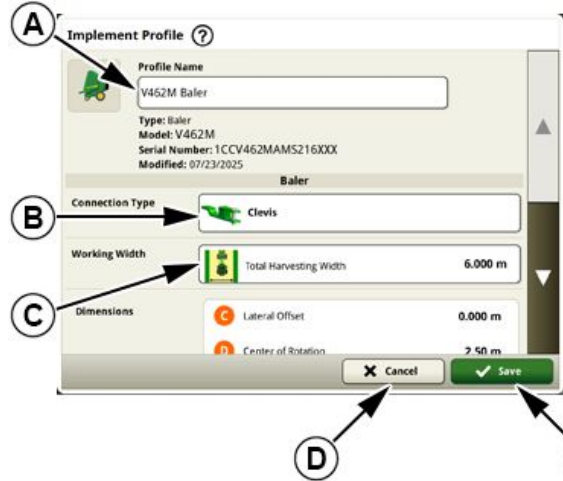 A
Implement Profile ?
Profile Name
V462M Baler
Type: Baler
Model: V462M
Serial Number: 1CCV462MAMS216XXX
Modified: 07/23/2025
Baler
B
Connection Type
Clevis
Working Width
Total Harvesting Width 6.000 m
C
Dimensions
C Lateral Offset 0.000 m
D Center of Rotation 2.50 m
Cancel
Save
D